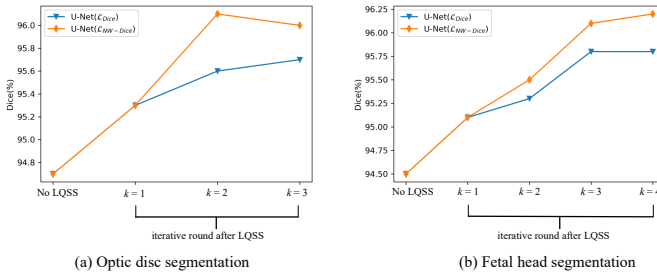 U-Net(ℒDice)
U-Net(ℒNW−Dice)
96.0
95.8
95.6
95.4
95.2
95.0
94.8
Dice(%)
No LQSS k = 1 k = 2 k = 3
iterative round after LQSS
(a) Optic disc segmentation
U-Net(ℒDice)
U-Net(ℒNW−Dice)
96.25
96.00
95.75
95.50
95.25
95.00
94.75
94.50
Dice(%)
No LQSS k = 1 k = 2 k = 3 k = 4
iterative round after LQSS
(b) Fetal head segmentation